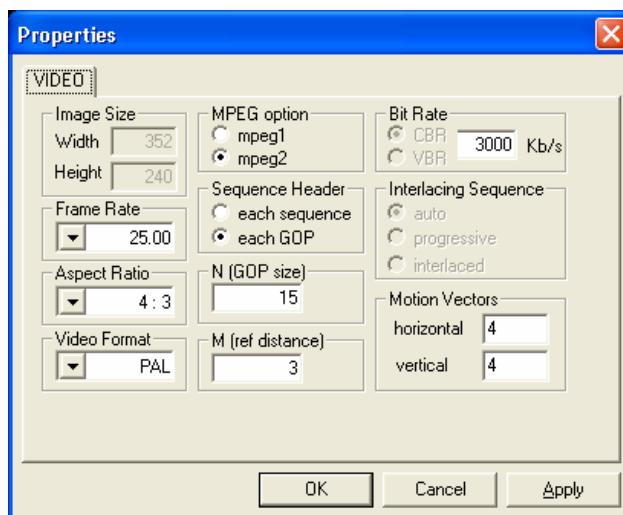 Properties
VIDEO
Image Size
Width 352
Height 240
Frame Rate
25.00
Aspect Ratio
4 : 3
Video Format
PAL
MPEG option
mpeg1
mpeg2
Sequence Header
each sequence
each GOP
N (GOP size)
15
M (ref distance)
3
Bit Rate
CBR
VBR
3000 Kb/s
Interlacing Sequence
auto
progressive
interlaced
Motion Vectors
horizontal 4
vertical 4
OK Cancel Apply